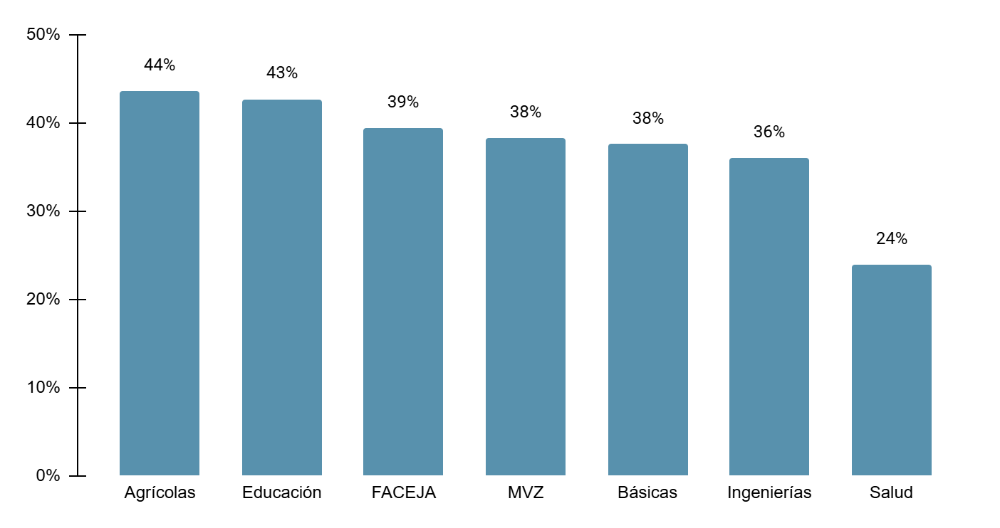 50%
40%
30%
20%
10%
0%
44%
43%
39%
38%
38%
36%
24%
Agrícolas
Educación
FACEJA
MVZ
Básicas
Ingenierías
Salud